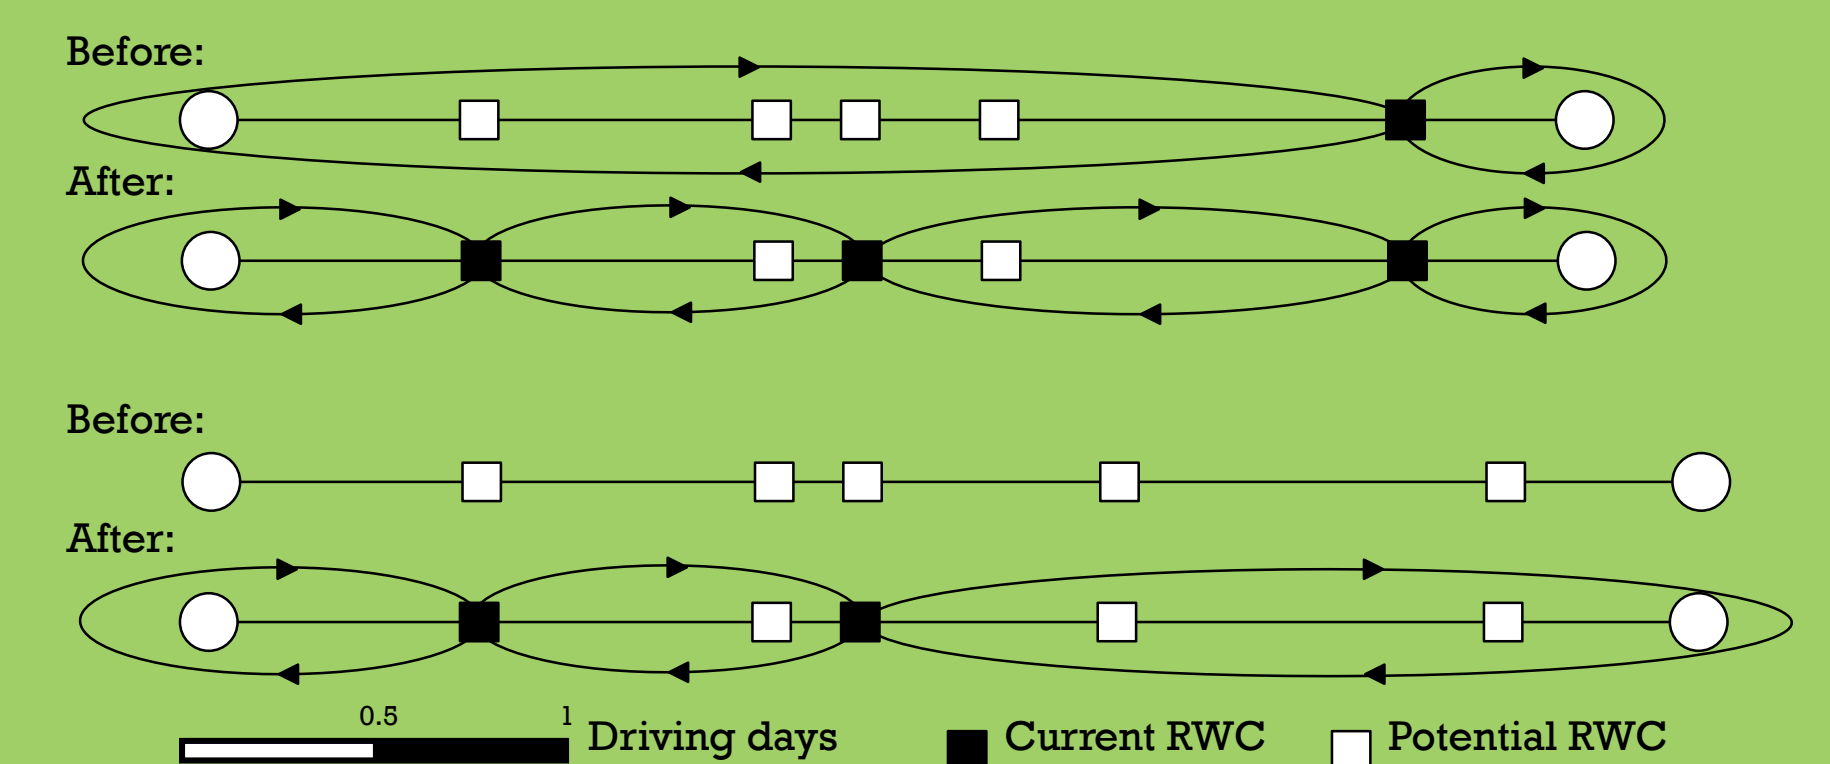 Before:
After:
Before:
After:
0.5 1
Driving days Current RWC Potential RWC